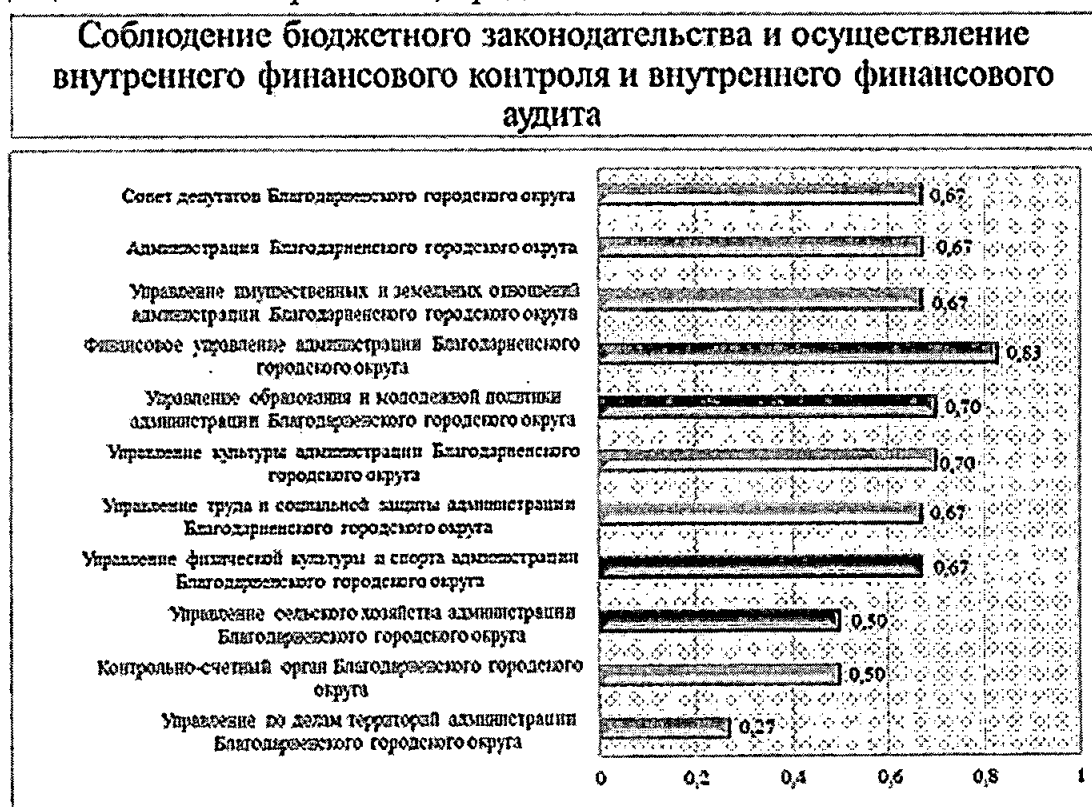 Соблюдение бюджетного законодательства и осуществление
внутреннего финансового контроля и внутреннего финансового
аудита
Совет депутатов Благодарненского городского округа
0,67
Администрация Благодарненского городского округа
0,67
Управление имущественных и земельных отношений
администрации Благодарненского городского округа
0,67
Финансовое управление администрации Благодарненского
городского округа
0,83
Управление образования и молодежной политики
администрации Благодарненского городского округа
0,70
Управление культуры администрации Благодарненского
городского округа
0,70
Управление труда и социальной защиты администрации
Благодарненского городского округа
0,67
Управление физической культуры и спорта администрации
Благодарненского городского округа
0,67
Управление сельского хозяйства администрации
Благодарненского городского округа
0,50
Контрольно-счетный орган Благодарненского городского
округа
0,50
Управление по делам территорий администрации
Благодарненского городского округа
0,27
0 0,2 0,4 0,6 0,8 1